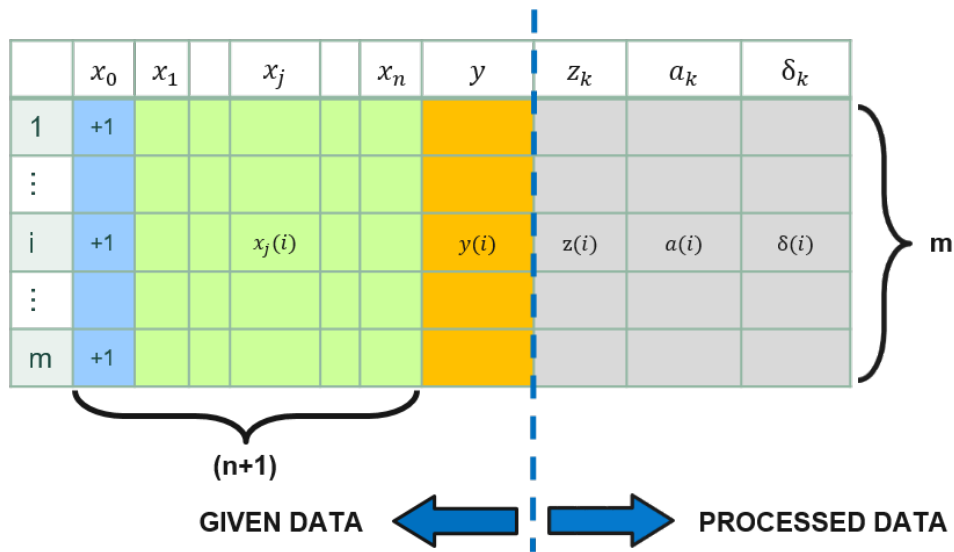 x₀ x₁ xⱼ xₙ y zₖ aₖ δₖ
1 +1
⋮
i +1 xⱼ(i) y(i) z(i) a(i) δ(i)
m
⋮
m +1
(n+1)
GIVEN DATA PROCESSED DATA